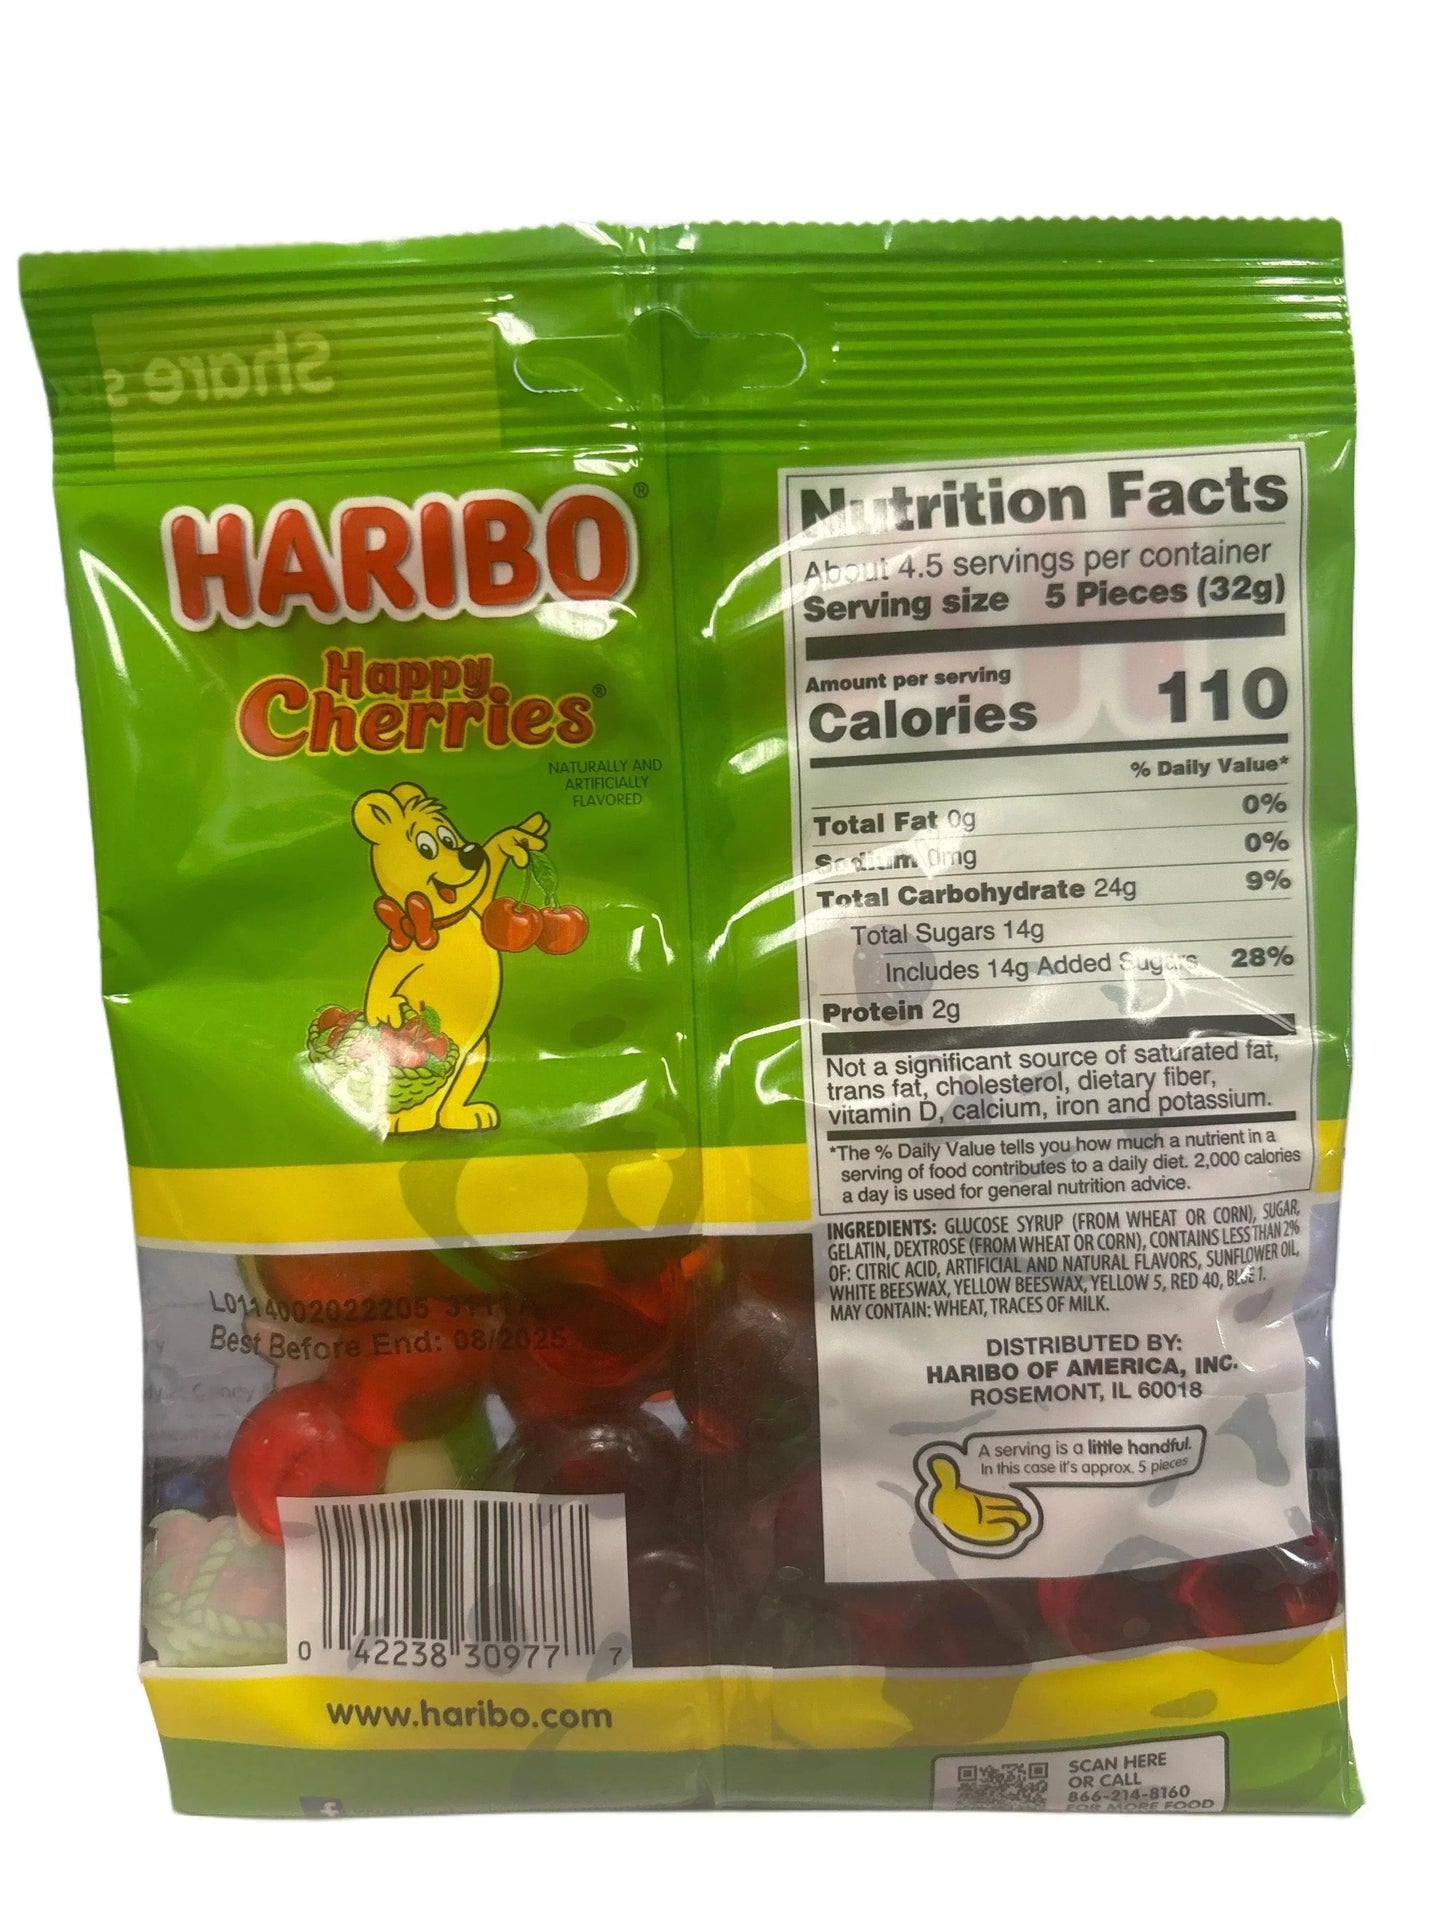 Share s
HARIBO®
Happy
Cherries®
NATURALLY AND
ARTIFICIALLY
FLAVORED
Best Before End: 08/2025
0 42238 30977 7
www.haribo.com
Nutrition Facts
About 4.5 servings per container
Serving size 5 Pieces (32g)
Amount per serving
Calories 110
% Daily Value*
Total Fat 0g 0%
Sodium 0mg 0%
Total Carbohydrate 24g 9%
Total Sugars 14g
Includes 14g Added Sugars 28%
Protein 2g
Not a significant source of saturated fat,
trans fat, cholesterol, dietary fiber,
vitamin D, calcium, iron and potassium.
*The % Daily Value tells you how much a nutrient in a
serving of food contributes to a daily diet. 2,000 calories
a day is used for general nutrition advice.
INGREDIENTS: GLUCOSE SYRUP (FROM WHEAT OR CORN), SUGAR,
GELATIN, DEXTROSE (FROM WHEAT OR CORN), CONTAINS LESS THAN 2%
OF: CITRIC ACID, ARTIFICIAL AND NATURAL FLAVORS, SUNFLOWER OIL,
WHITE BEESWAX, YELLOW BEESWAX, YELLOW 5, RED 40, BLUE 1.
MAY CONTAIN: WHEAT, TRACES OF MILK.
DISTRIBUTED BY:
HARIBO OF AMERICA, INC.
ROSEMONT, IL 60018
A serving is a little handful.
In this case it's approx. 5 pieces
SCAN HERE
OR CALL
866-214-8160
FOR MORE FOOD